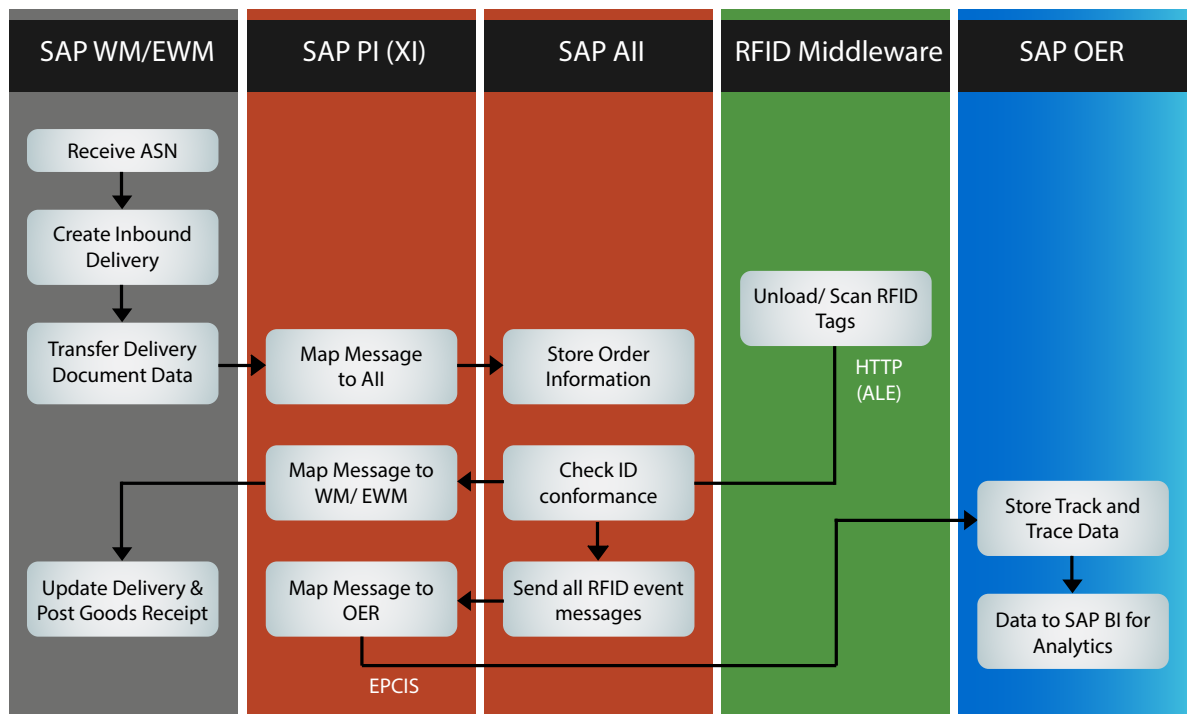 SAP WM/EWM
SAP PI (XI)
SAP AII
RFID Middleware
SAP OER
Receive ASN
Create Inbound
Delivery
Transfer Delivery
Document Data
Map Message
to AII
Store Order
Information
Unload/ Scan RFID
Tags
HTTP
(ALE)
Map Message to
WM/ EWM
Check ID
conformance
Store Track and
Trace Data
Update Delivery &
Post Goods Receipt
Map Message to
OER
Send all RFID event
messages
Data to SAP BI for
Analytics
EPCIS